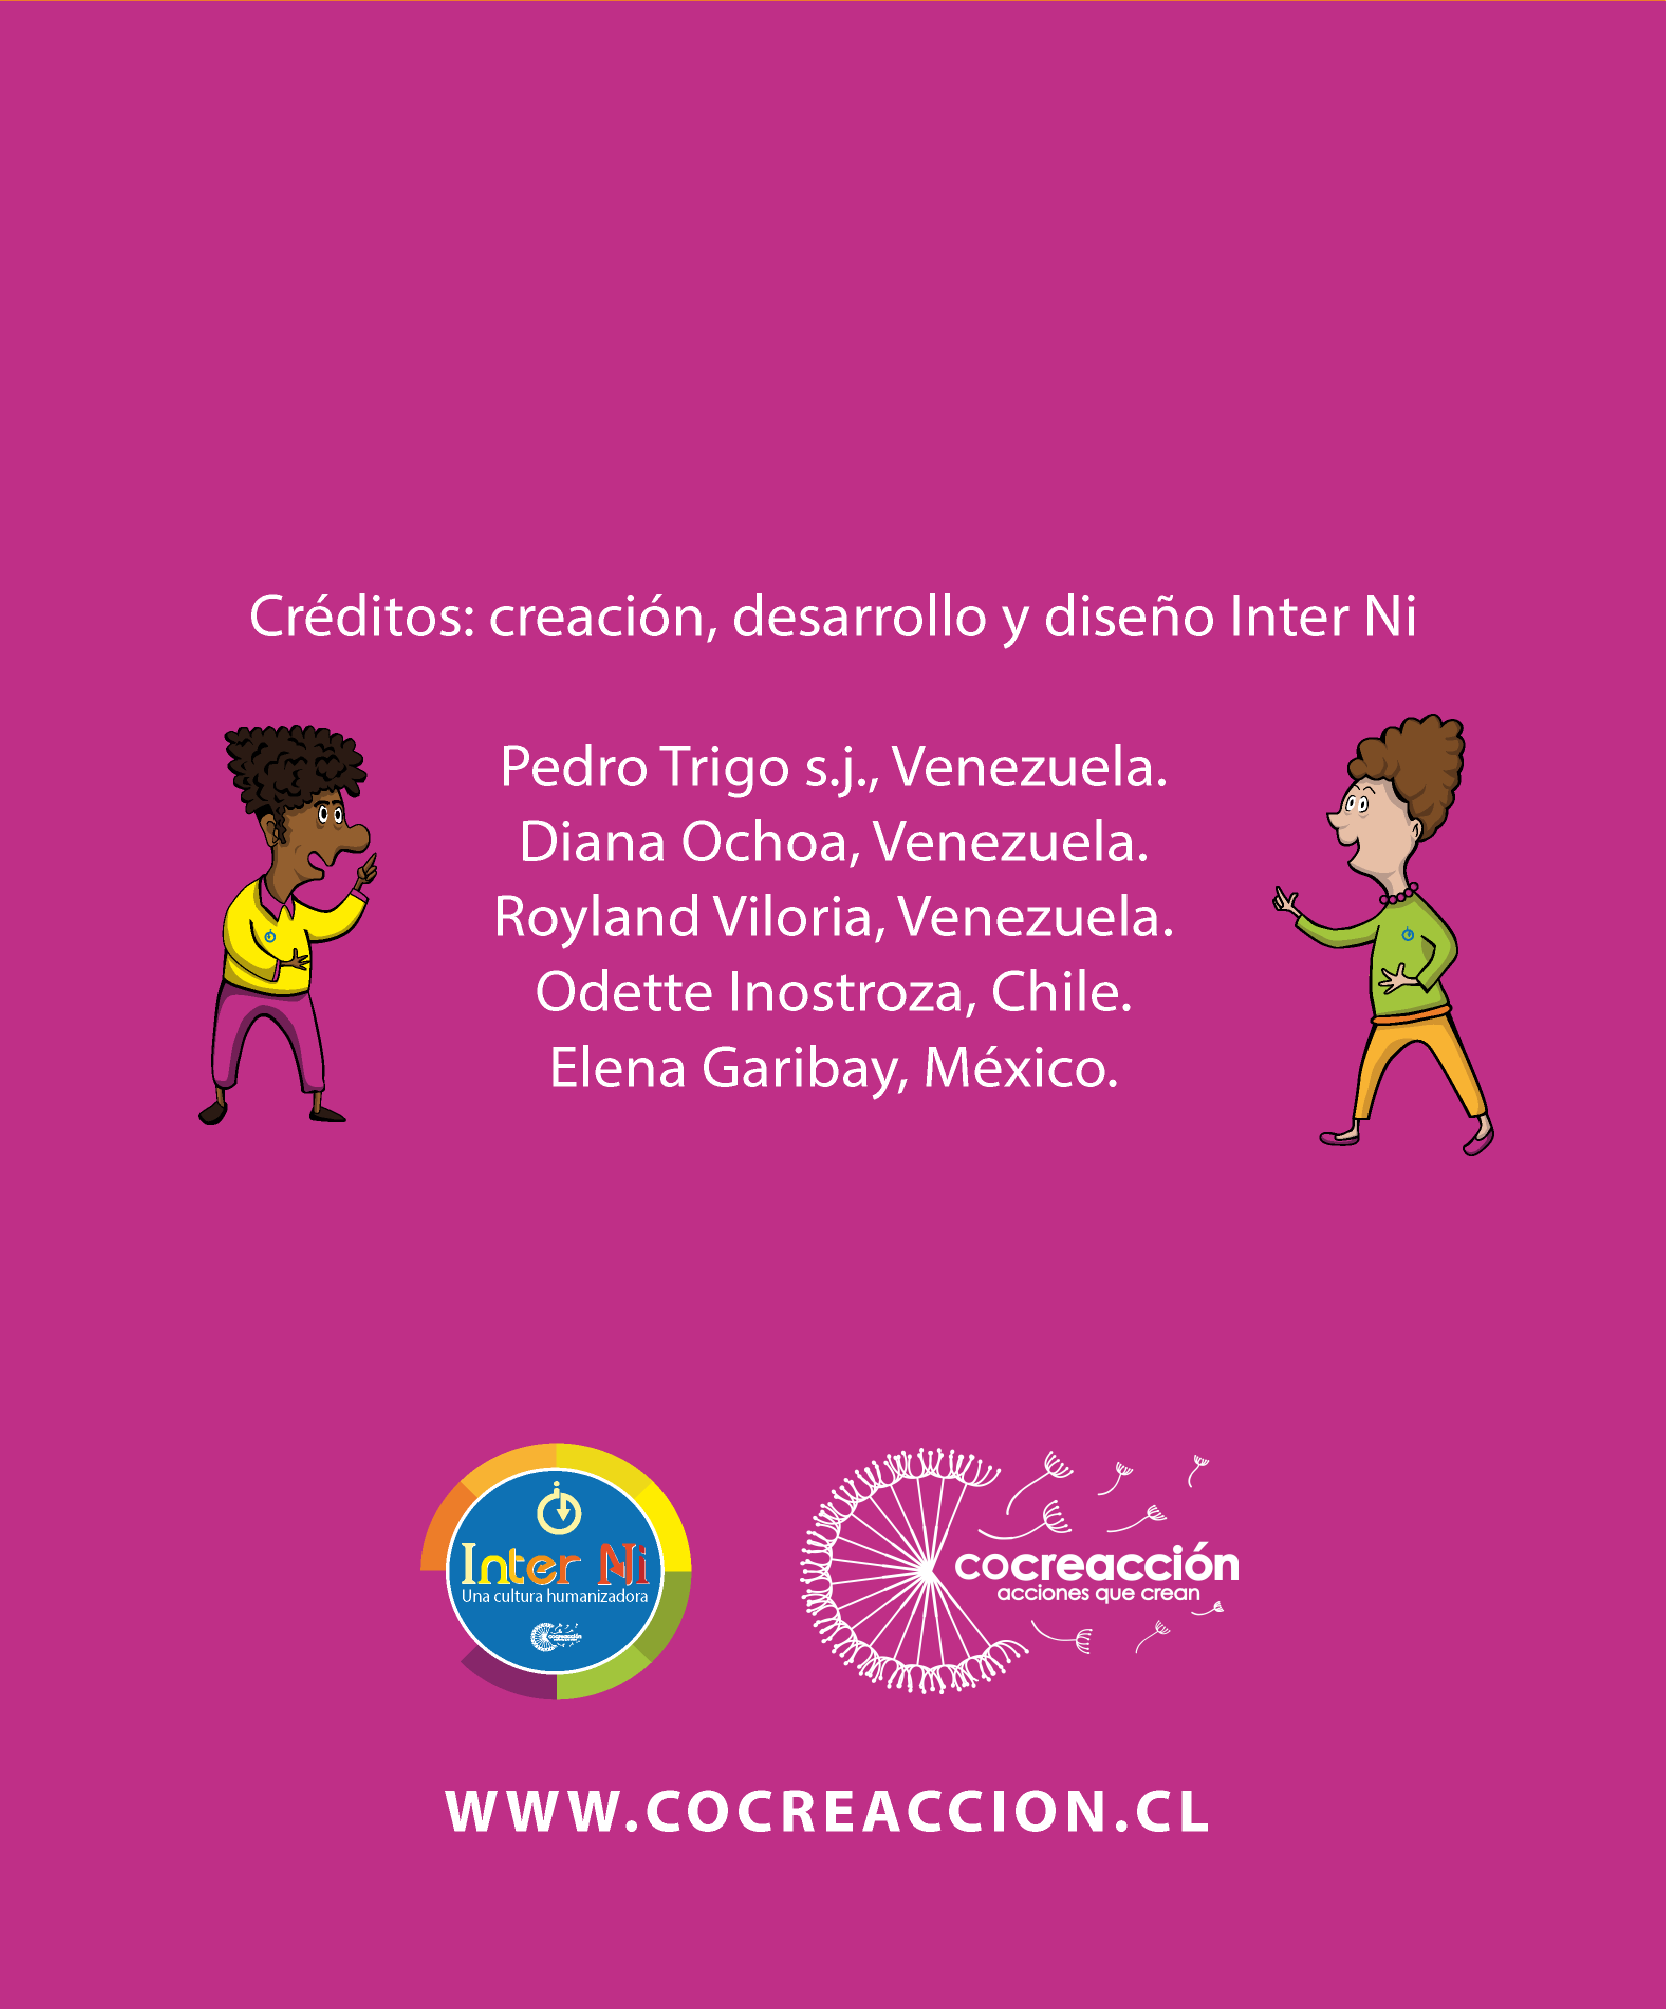 Créditos: creación, desarrollo y diseño Inter Ni
Pedro Trigo s.j., Venezuela.
Diana Ochoa, Venezuela.
Royland Viloria, Venezuela.
Odette Inostroza, Chile.
Elena Garibay, México.
Inter Ni
Una cultura humanizadora
cocreacción
cocreacción
acciones que crean
WWW.COCREACCION.CL